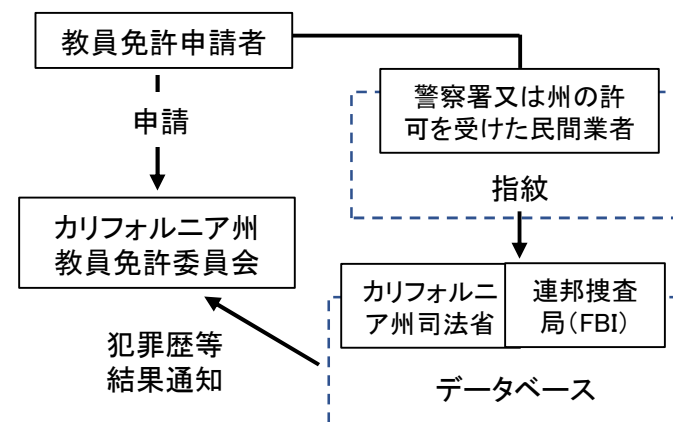 教員免許申請者
警察署又は州の許
可を受けた民間業者
申請
指紋
カリフォルニア州
教員免許委員会
カリフォルニ
ア州司法省
連邦捜査
局(FBI)
犯罪歴等
結果通知
データベース